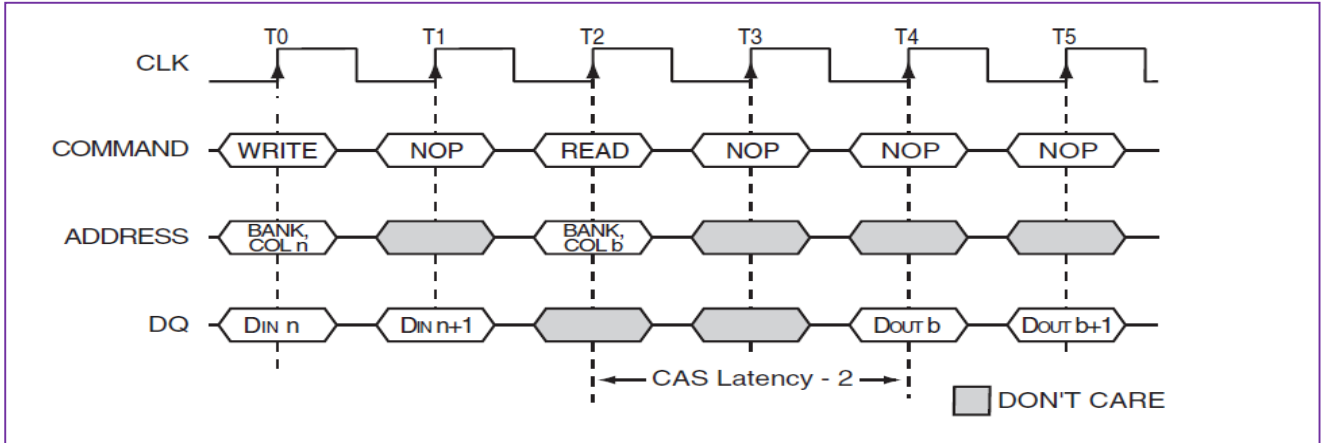 T0 T1 T2 T3 T4 T5
CLK
COMMAND WRITE NOP READ NOP NOP NOP
ADDRESS BANK, COL n BANK, COL b
DQ DIN n DIN n+1 DOUT b DOUT b+1
CAS Latency - 2
DON'T CARE